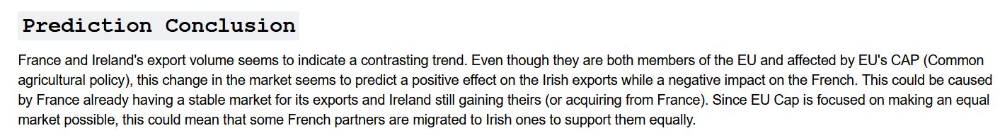 Prediction Conclusion
France and Ireland's export volume seems to indicate a contrasting trend. Even though they are both members of the EU and affected by EU's CAP (Common
agricultural policy), this change in the market seems to predict a positive effect on the Irish exports while a negative impact on the French. This could be caused
by France already having a stable market for its exports and Ireland still gaining theirs (or acquiring from France). Since EU Cap is focused on making an equal
market possible, this could mean that some French partners are migrated to Irish ones to support them equally.